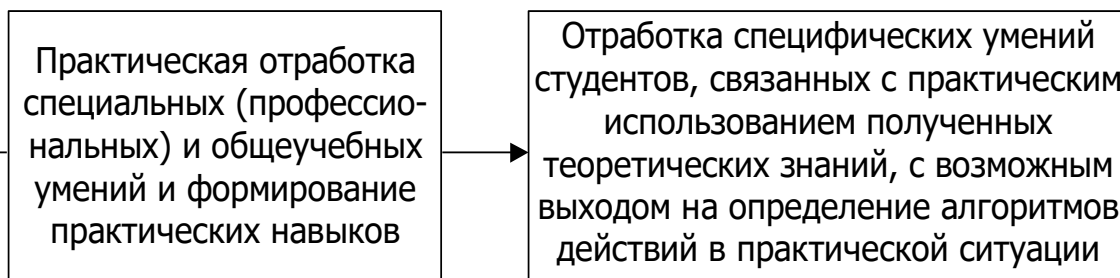 Практическая отработка
специальных (профессио-
нальных) и общеучебных
умений и формирование
практических навыков
Отработка специфических умений
студентов, связанных с практическим
использованием полученных
теоретических знаний, с возможным
выходом на определение алгоритмов
действий в практической ситуации